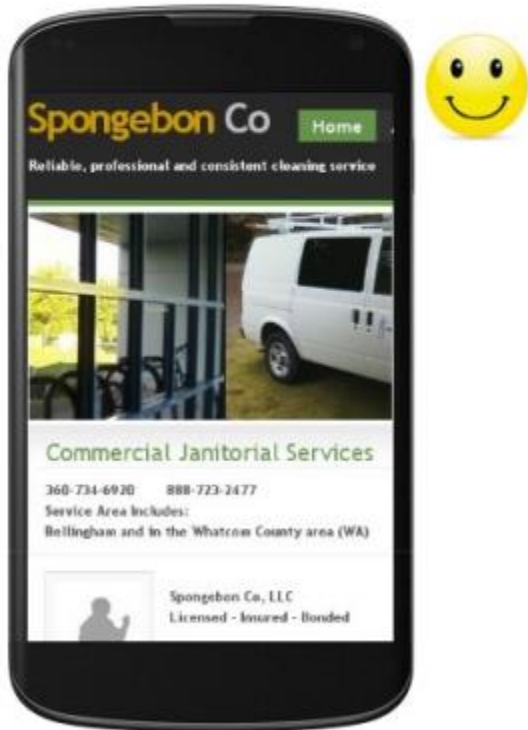 Spongebon Co Home
Reliable, professional and consistent cleaning service
Commercial Janitorial Services
360-734-6920 888-723-2477
Service Area Includes:
Bellingham and in the Whatcom County area (WA)
Spongebon Co, LLC
Licensed - Insured - Bonded